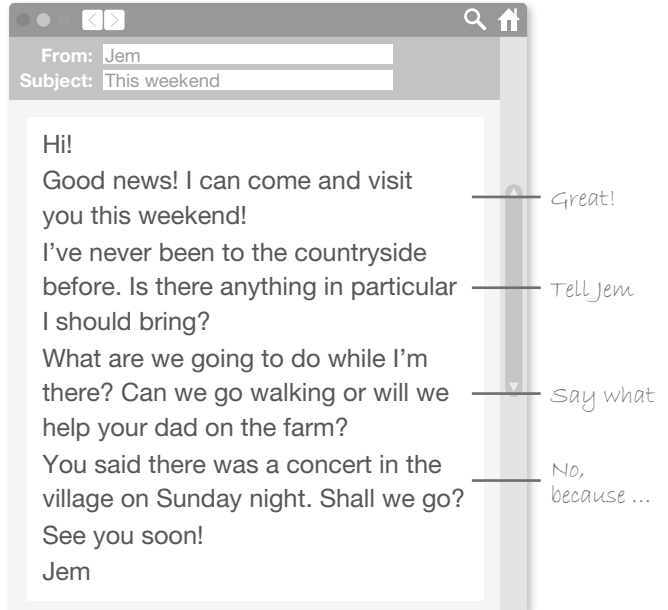 From: Jem
Subject: This weekend
Hi!
Good news! I can come and visit
you this weekend!
Great!
I’ve never been to the countryside
before. Is there anything in particular
I should bring?
Tell Jem
What are we going to do while I’m
there? Can we go walking or will we
help your dad on the farm?
Say what
You said there was a concert in the
village on Sunday night. Shall we go?
No,
because ...
See you soon!
Jem